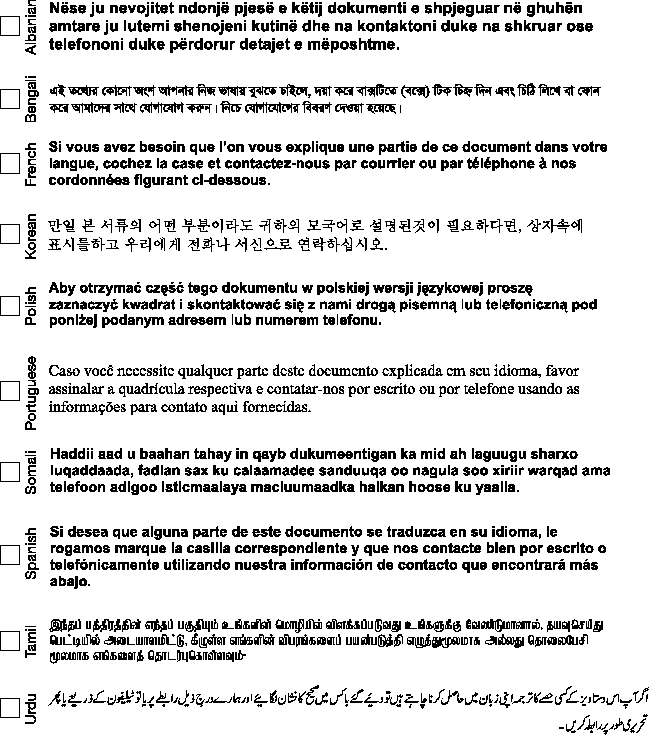 Albanian
Nëse ju nevojitet ndonjë pjesë e këtij dokumenti e shpjeguar në ghuhën
amtare ju lutemi shenojeni kutinë dhe na kontaktoni duke na shkruar ose
telefononi duke përdorur detajet e mëposhtme.
Bengali
এই তথ্যের কোনো অংশ আপনার নিজ ভাষায় বুঝতে চাইলে, দয়া করে বাক্সটিতে (বক্সে) টিক চিহ্ন দিন এবং চিঠি লিখে বা ফোন
করে আমাদের সাথে যোগাযোগ করুন। নিচে যোগাযোগের বিবরণ দেওয়া হয়েছে।
French
Si vous avez besoin que l'on vous explique une partie de ce document dans votre
langue, cochez la case et contactez-nous par courrier ou par téléphone à nos
cordonnées figurant ci-dessous.
Korean
만일 본 서류의 어떤 부분이라도 귀하의 모국어로 설명된것이 필요하다면, 상자속에
표시를하고 우리에게 전화나 서신으로 연락하십시오.
Polish
Aby otrzymać część tego dokumentu w polskiej wersji językowej proszę
zaznaczyć kwadrat i skontaktować się z nami drogą pisemną lub telefoniczną pod
poniżej podanym adresem lub numerem telefonu.
Portuguese
Caso você necessite qualquer parte deste documento explicada em seu idioma, favor
assinalar a quadrícula respectiva e contatar-nos por escrito ou por telefone usando as
informações para contato aqui fornecidas.
Somali
Haddii aad u baahan tahay in qayb dukumeentigan ka mid ah laguugu sharxo
luqaddaada, fadlan sax ku calaamadee sanduuqa oo nagula soo xiriir warqad ama
telefoon adigoo isticmaalaya macluumaadka halkan hoose ku yaalla.
Spanish
Si desea que alguna parte de este documento se traduzca en su idioma, le
rogamos marque la casilla correspondiente y que nos contacte bien por escrito o
telefónicamente utilizando nuestra información de contacto que encontrará más
abajo.
Tamil
இந்தப் பத்திரத்தின் எந்தப் பகுதியும் உங்களின் மொழியில் விளக்கப்படுவது உங்களுக்கு வேண்டுமானால், தயவுசெய்து
பெட்டியில் அடையாளமிட்டு, கீழுள்ள எங்களின் விபரங்களைப் பயன்படுத்தி எழுத்துமூலமாக அல்லது தொலைபேசி
மூலமாக எங்களைத் தொடர்புகொள்ளவும்-
Urdu
اگر آپ اس دستاویز کے کسی حصے کا ترجمہ اپنی زبان میں حاصل کرنا چاہتے ہیں تو دیئے گئے باکس میں صحیح کا نشان لگائیے اور ہمارے درج ذیل رابطے پر یا تو ٹیلیفون کے ذریعے یا پھر
تحریری طور پر رابطہ کریں۔